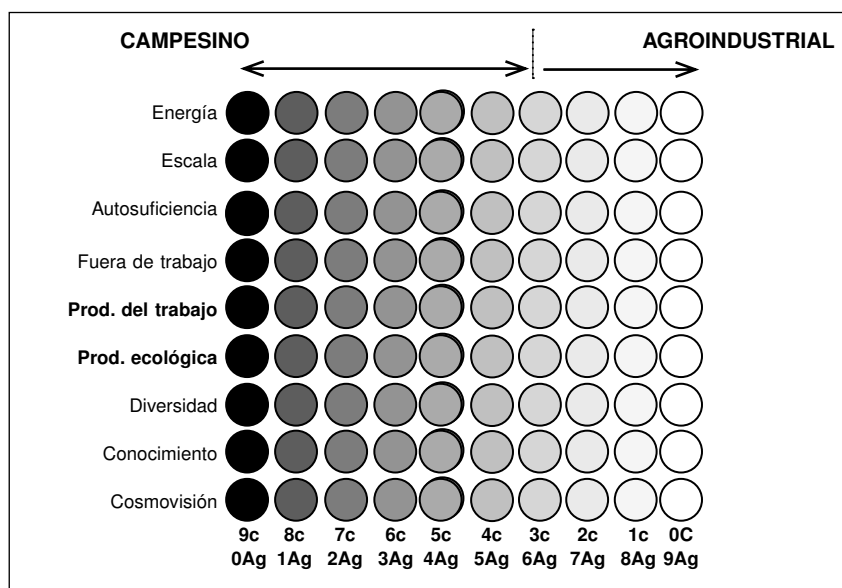 CAMPESINO AGROINDUSTRIAL
Energía
Escala
Autosuficiencia
Fuera de trabajo
Prod. del trabajo
Prod. ecológica
Diversidad
Conocimiento
Cosmovisión
9c 8c 7c 6c 5c 4c 3c 2c 1c 0C
0Ag 1Ag 2Ag 3Ag 4Ag 5Ag 6Ag 7Ag 8Ag 9Ag